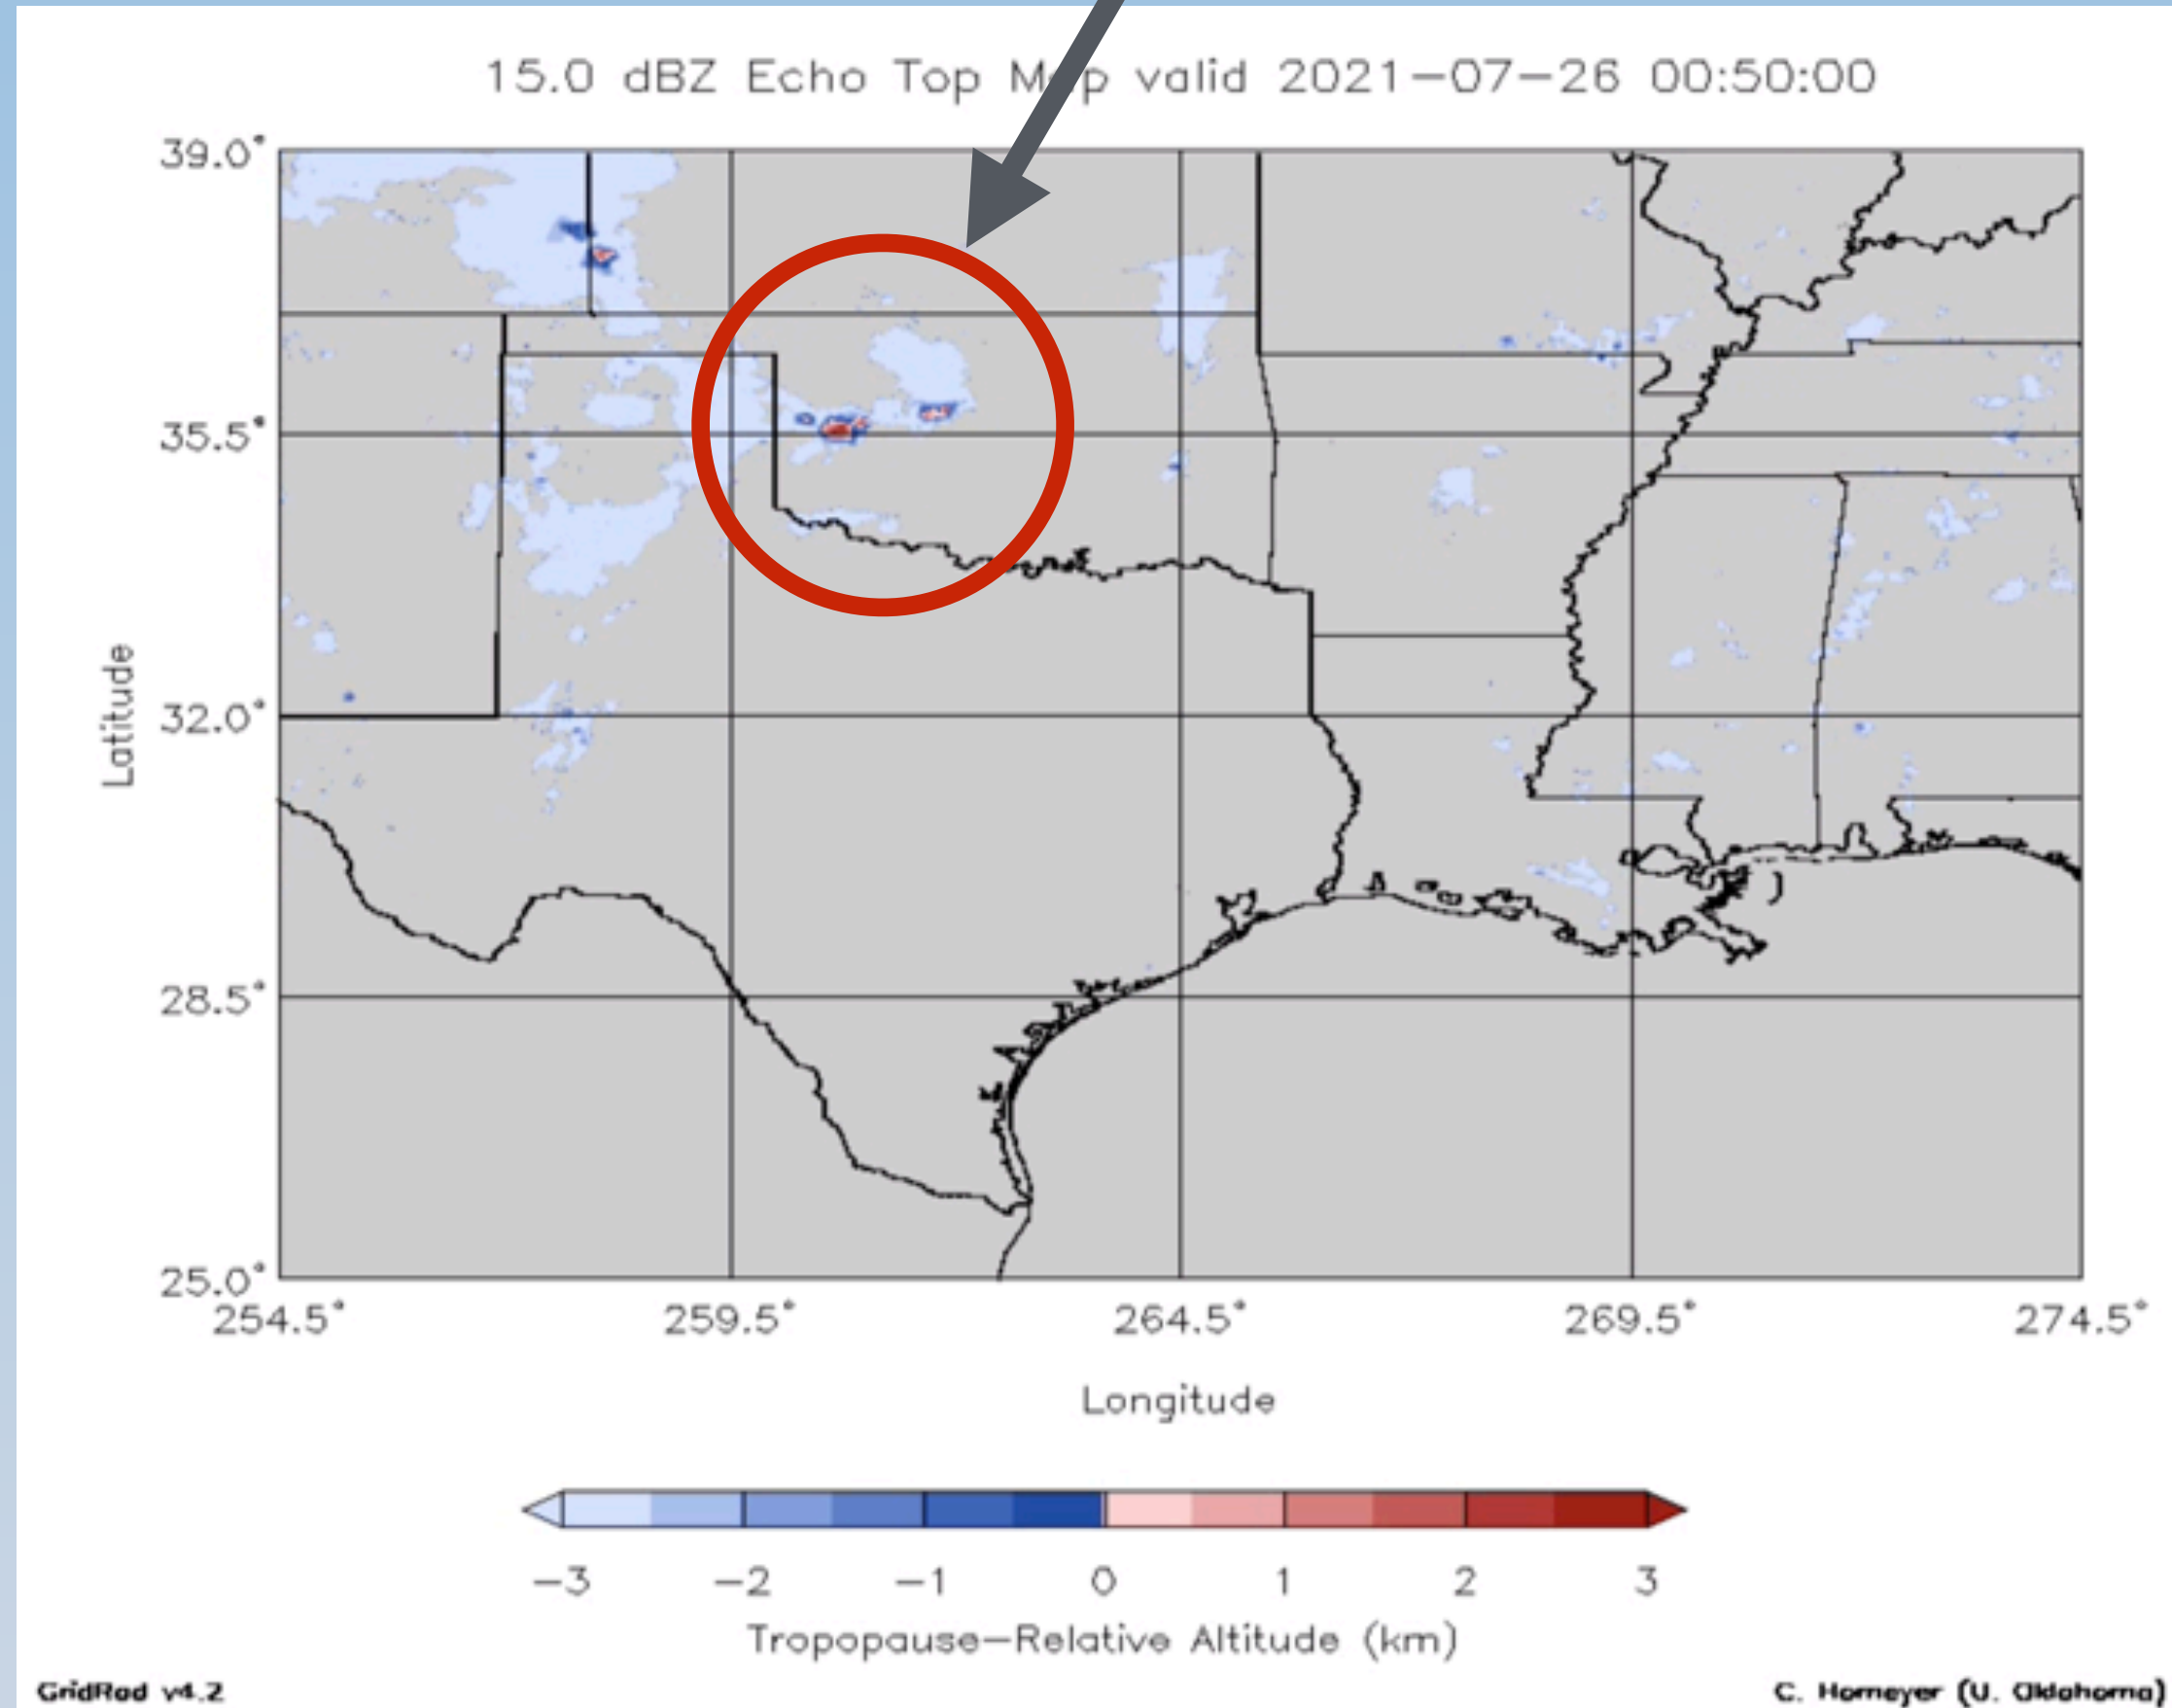 15.0 dBZ Echo Top Map valid 2021-07-26 00:50:00
39.0°
35.5°
Latitude
32.0°
28.5°
25.0°
254.5° 259.5° 264.5° 269.5° 274.5°
Longitude
-3 -2 -1 0 1 2 3
Tropopause-Relative Altitude (km)
GridRad v4.2 C. Homeyer (U. Oklahoma)